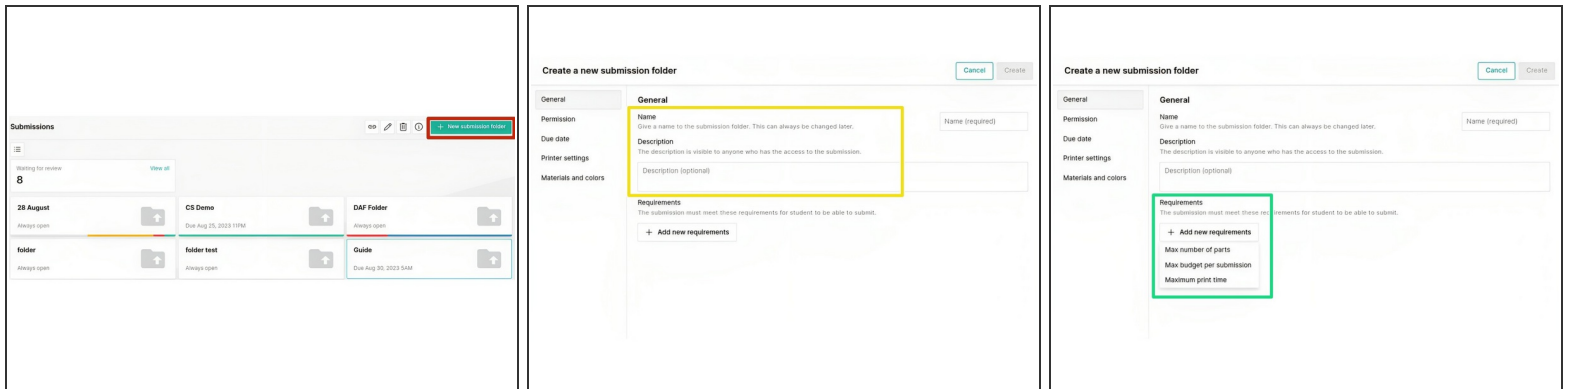 Submissions
+ New submission folder
Waiting for review
View all
8
28 August
Always open
CS Demo
Due Aug 25, 2023 11PM
DAF Folder
Always open
folder
Always open
folder test
Always open
Guide
Due Aug 30, 2023 5AM
Create a new submission folder
Cancel
Create
General
Permission
Due date
Printer settings
Materials and colors
General
Name
Give a name to the submission folder. This can always be changed later.
Name (required)
Description
The description is visible to anyone who has the access to the submission.
Description (optional)
Requirements
The submission must meet these requirements for student to be able to submit.
+ Add new requirements
Create a new submission folder
Cancel
Create
General
Permission
Due date
Printer settings
Materials and colors
General
Name
Give a name to the submission folder. This can always be changed later.
Name (required)
Description
The description is visible to anyone who has the access to the submission.
Description (optional)
Requirements
The submission must meet these requirements for student to be able to submit.
+ Add new requirements
Max number of parts
Max budget per submission
Maximum print time